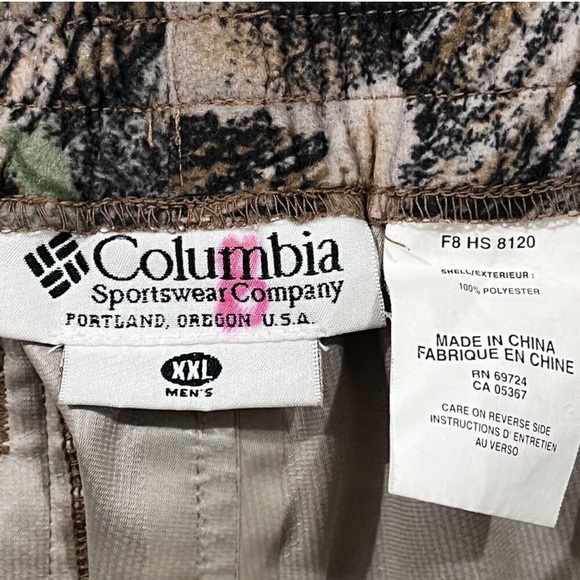 Columbia
Sportswear Company
PORTLAND, OREGON U.S.A.
XXL
MEN'S
F8 HS 8120
SHELL/EXTERIEUR :
100% POLYESTER
MADE IN CHINA
FABRIQUE EN CHINE
RN 69724
CA 05367
CARE ON REVERSE SIDE
INSTRUCTIONS D' ENTRETIEN
AU VERSO